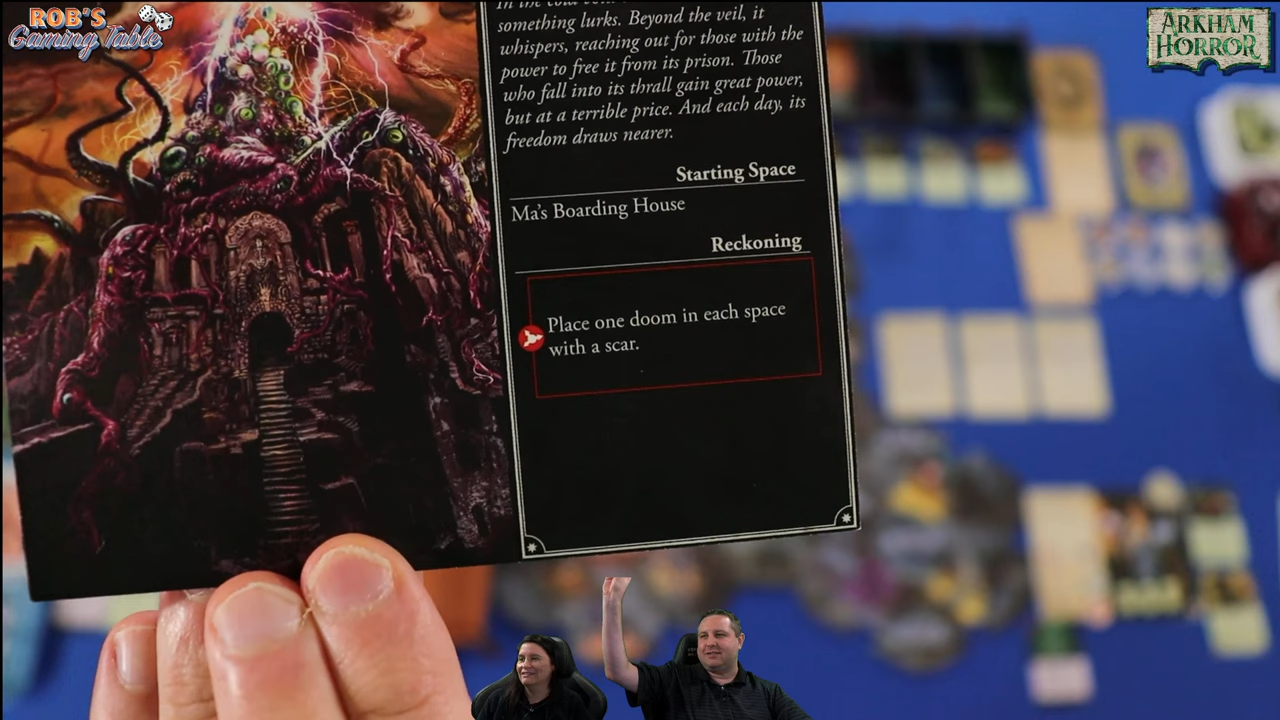 ROB'S
Gaming Table
ARKHAM
HORROR
something lurks. Beyond the veil, it
whispers, reaching out for those with the
power to free it from its prison. Those
who fall into its thrall gain great power,
but at a terrible price. And each day, its
freedom draws nearer.
Starting Space
Ma's Boarding House
Reckoning
Place one doom in each space
with a scar.